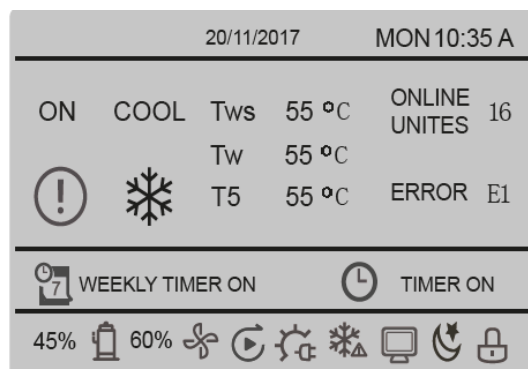 20/11/2017 MON 10:35 A
ON COOL Tws 55 °C ONLINE UNITES 16
Tw 55 °C
T5 55 °C ERROR E1
7 WEEKLY TIMER ON TIMER ON
45% 60%